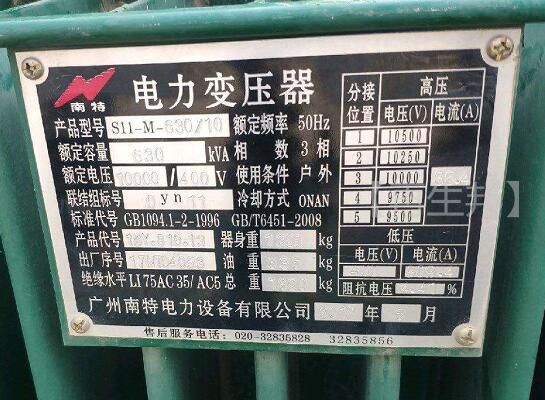 南特
电力变压器
产品型号 S11-M-630/10 额定频率 50Hz
额定容量 630 kVA 相数 3相
额定电压 10000/400 V 使用条件 户外
联结组标号 Dyn11 冷却方式 ONAN
标准代号 GB1094.1-2-1996 GB/T6451-2008
产品代号 器身重 kg
出厂序号 油重 kg
绝缘水平 LI75AC35/AC5 总重 kg
广州南特电力设备有限公司 年 月
售后服务电话: 020-32835828 32835856
分接位置 高压
电压(V) 电流(A)
1 10500
2 10250
3 10000
4 9750
5 9500
低压
电压(V) 电流(A)
阻抗电压 %
生邦】